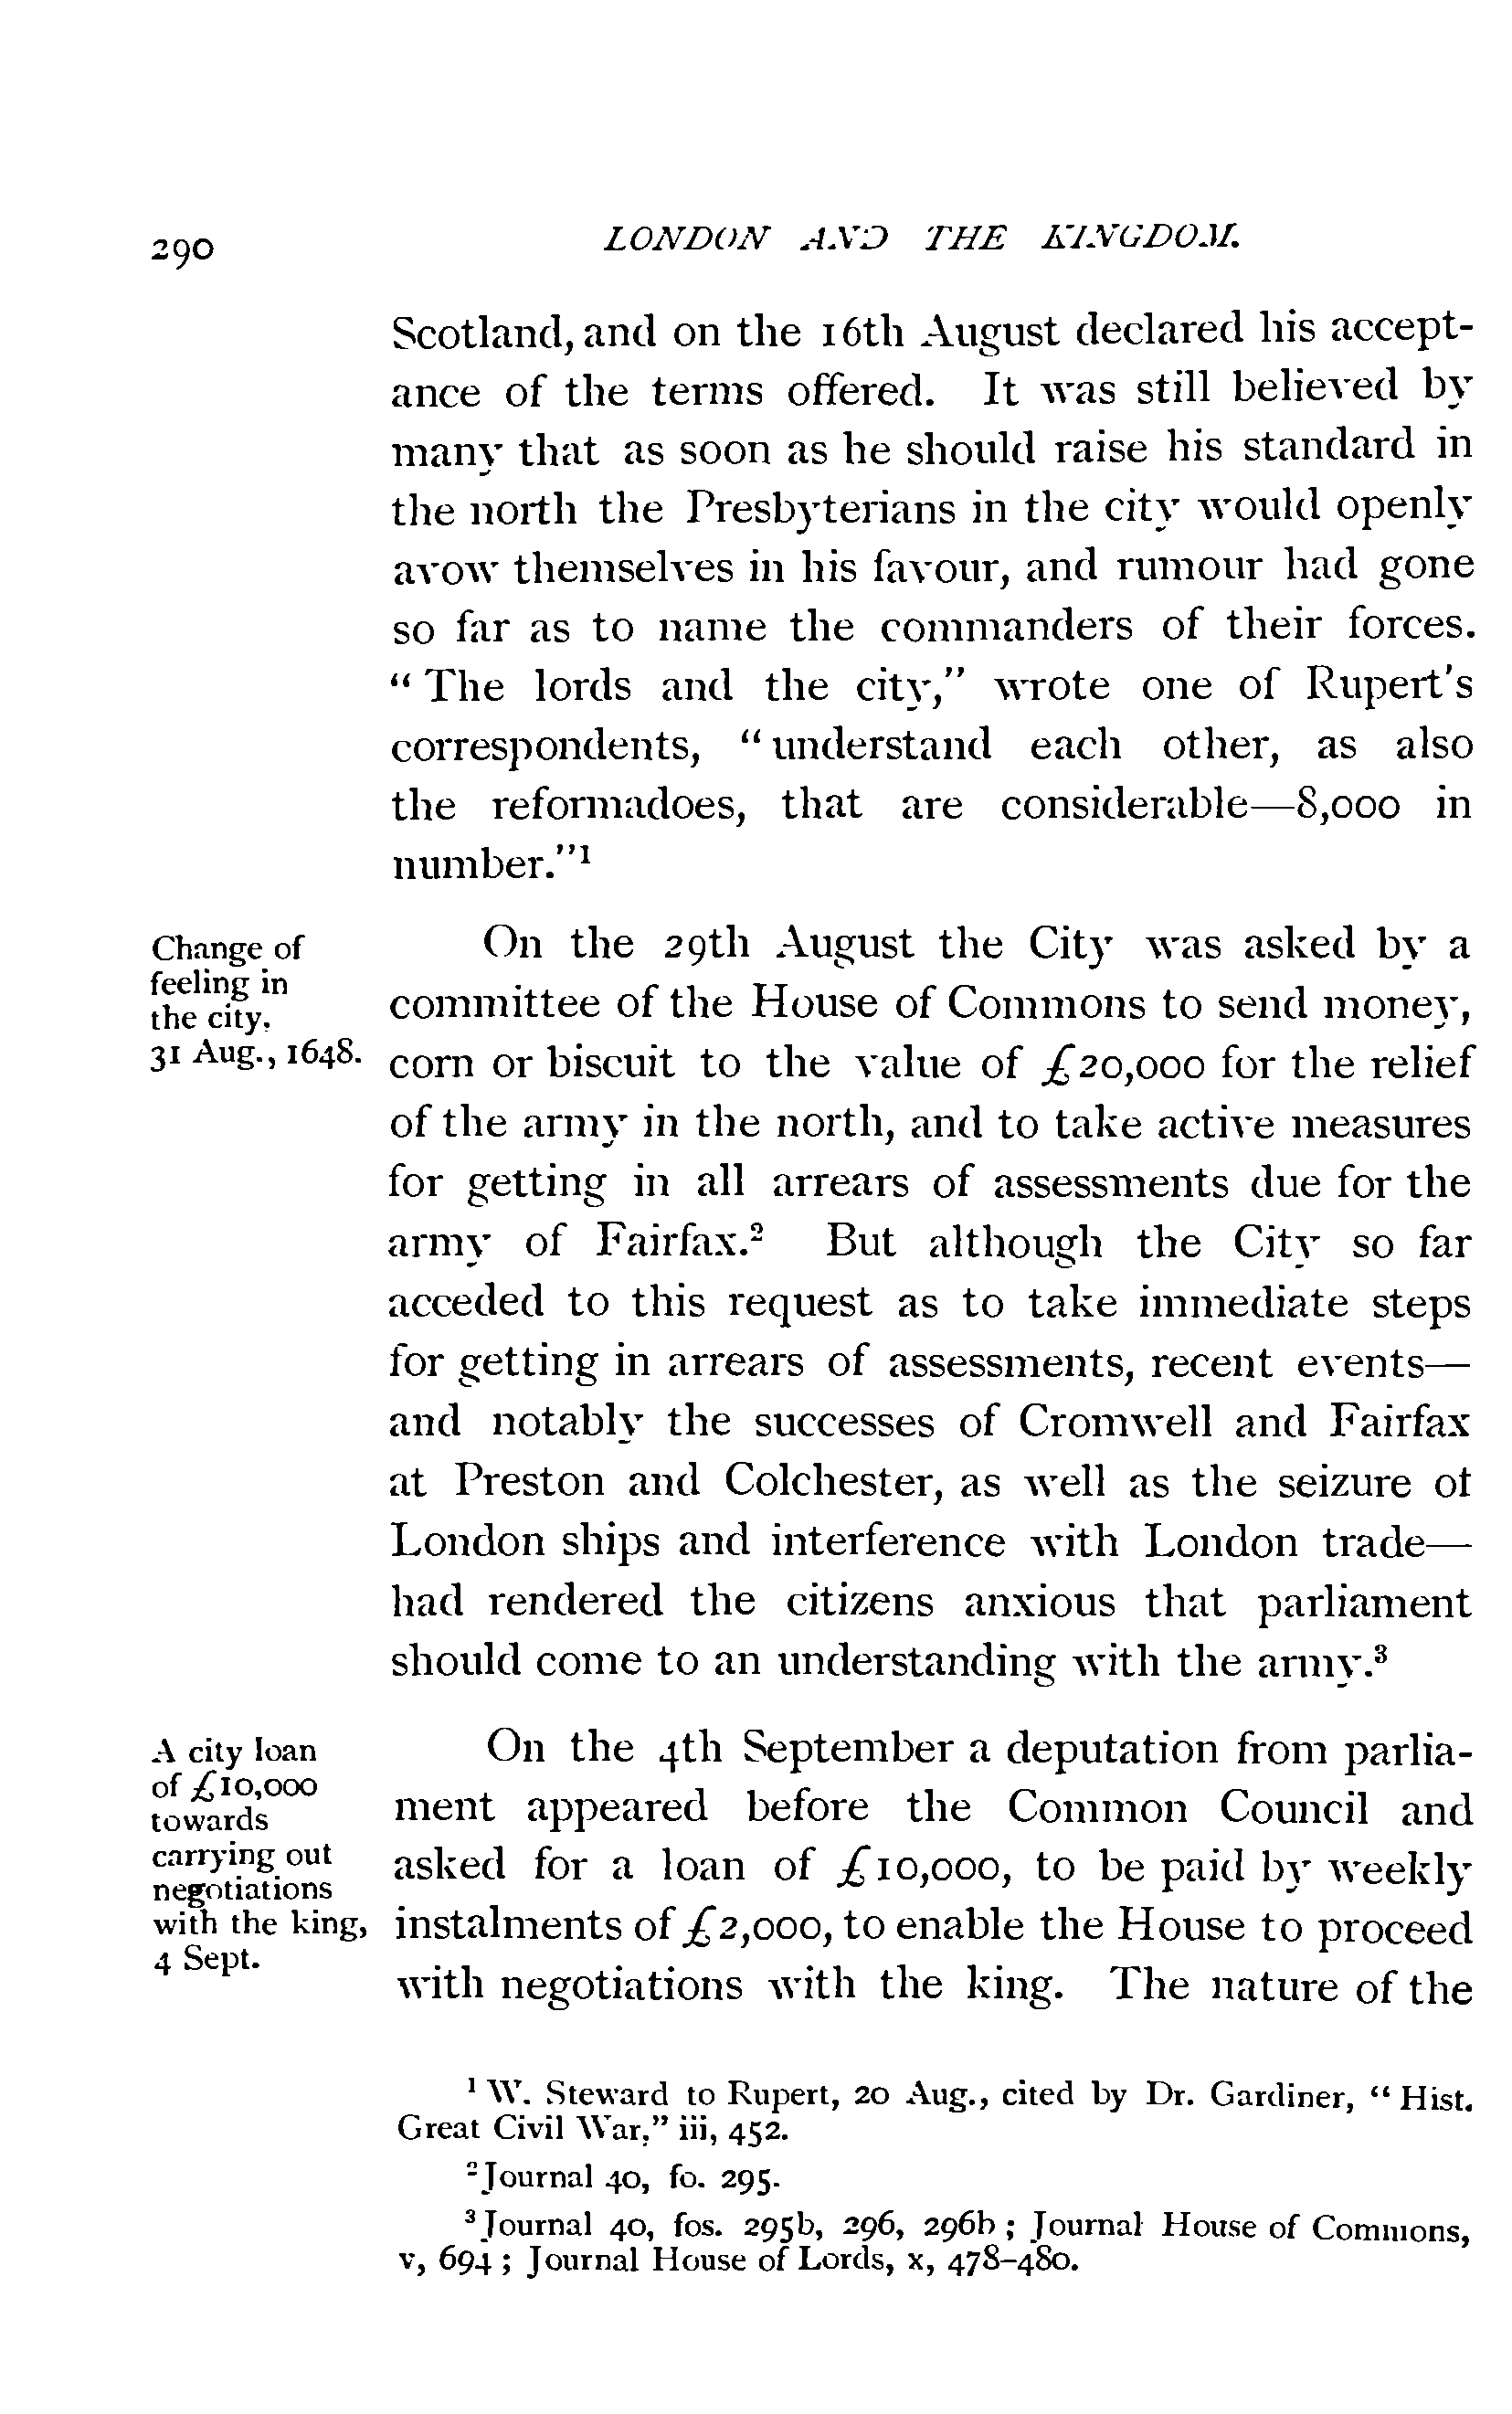 290
LONDON AND THE KINGDOM.
Scotland, and on the 16th August declared his accept-
ance of the terms offered. It was still believed by
many that as soon as he should raise his standard in
the north the Presbyterians in the city would openly
avow themselves in his favour, and rumour had gone
so far as to name the commanders of their forces.
“The lords and the city,” wrote one of Rupert's
correspondents, “understand each other, as also
the reformadoes, that are considerable—8,000 in
number.”¹
Change of
feeling in
the city.
31 Aug., 1648.
On the 29th August the City was asked by a
committee of the House of Commons to send money,
corn or biscuit to the value of £20,000 for the relief
of the army in the north, and to take active measures
for getting in all arrears of assessments due for the
army of Fairfax.² But although the City so far
acceded to this request as to take immediate steps
for getting in arrears of assessments, recent events—
and notably the successes of Cromwell and Fairfax
at Preston and Colchester, as well as the seizure of
London ships and interference with London trade—
had rendered the citizens anxious that parliament
should come to an understanding with the army.³
A city loan
of £10,000
towards
carrying out
negotiations
with the king,
4 Sept.
On the 4th September a deputation from parlia-
ment appeared before the Common Council and
asked for a loan of £10,000, to be paid by weekly
instalments of £2,000, to enable the House to proceed
with negotiations with the king. The nature of the
¹ W. Steward to Rupert, 20 Aug., cited by Dr. Gardiner, “Hist.
Great Civil War,” iii, 452.
² Journal 40, fo. 295.
³ Journal 40, fos. 295b, 296, 296b; Journal House of Commons,
v, 694; Journal House of Lords, x, 478–480.